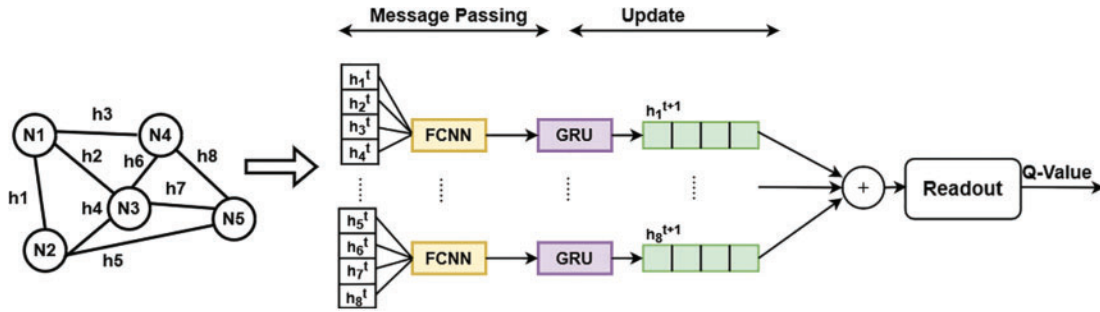 Message Passing
Update
N1
h3
N4
h2
h6
h8
h1
h4
N3
h7
N5
N2
h5
h₁ᵗ
h₂ᵗ
h₃ᵗ
h₄ᵗ
FCNN
GRU
h₁ᵗ⁺¹
h₅ᵗ
h₆ᵗ
h₇ᵗ
h₈ᵗ
FCNN
GRU
h₈ᵗ⁺¹
+
Readout
Q-Value